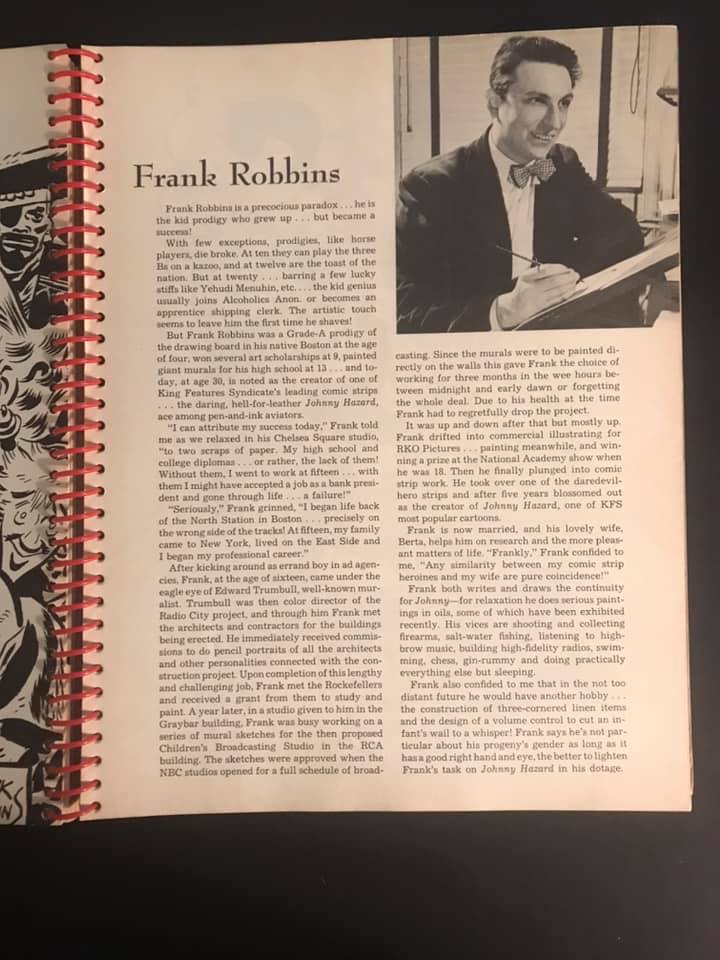 Frank Robbins
Frank Robbins is a precocious paradox . . . he is
the kid prodigy who grew up . . . but became a
success!
With few exceptions, prodigies, like horse
players, die broke. At ten they can play the three
Bs on a kazoo, and at twelve are the toast of the
nation. But at twenty . . . barring a few lucky
stiffs like Yehudi Menuhin, etc. . . . the kid genius
usually joins Alcoholics Anon. or becomes an
apprentice shipping clerk. The artistic touch
seems to leave him the first time he shaves!
But Frank Robbins was a Grade-A prodigy of
the drawing board in his native Boston at the age
of four, won several art scholarships at 9, painted
giant murals for his high school at 13 . . . and to-
day, at age 30, is noted as the creator of one of
King Features Syndicate's leading comic strips
. . . the daring, hell-for-leather Johnny Hazard,
ace among pen-and-ink aviators.
"I can attribute my success today," Frank told
me as we relaxed in his Chelsea Square studio,
"to two scraps of paper. My high school and
college diplomas . . . or rather, the lack of them!
Without them, I went to work at fifteen . . . with
them I might have accepted a job as a bank presi-
dent and gone through life . . . a failure!"
"Seriously," Frank grinned, "I began life back
of the North Station in Boston . . . precisely on
the wrong side of the tracks! At fifteen, my family
came to New York, lived on the East Side and
I began my professional career."
After kicking around as errand boy in ad agen-
cies, Frank, at the age of sixteen, came under the
eagle eye of Edward Trumbull, well-known mur-
alist. Trumbull was then color director of the
Radio City project, and through him Frank met
the architects and contractors for the buildings
being erected. He immediately received commis-
sions to do pencil portraits of all the architects
and other personalities connected with the con-
struction project. Upon completion of this lengthy
and challenging job, Frank met the Rockefellers
and received a grant from them to study and
paint. A year later, in a studio given to him in the
Graybar building, Frank was busy working on a
series of mural sketches for the then proposed
Children's Broadcasting Studio in the RCA
building. The sketches were approved when the
NBC studios opened for a full schedule of broad-
casting. Since the murals were to be painted di-
rectly on the walls this gave Frank the choice of
working for three months in the wee hours be-
tween midnight and early dawn or forgetting
the whole deal. Due to his health at the time
Frank had to regretfully drop the project.
It was up and down after that but mostly up.
Frank drifted into commercial illustrating for
RKO Pictures . . . painting meanwhile, and win-
ning a prize at the National Academy show when
he was 18. Then he finally plunged into comic
strip work. He took over one of the daredevil-
hero strips and after five years blossomed out
as the creator of Johnny Hazard, one of KFS
most popular cartoons.
Frank is now married, and his lovely wife,
Berta, helps him on research and the more pleas-
ant matters of life. "Frankly," Frank confided to
me, "Any similarity between my comic strip
heroines and my wife are pure coincidence!"
Frank both writes and draws the continuity
for Johnny—for relaxation he does serious paint-
ings in oils, some of which have been exhibited
recently. His vices are shooting and collecting
firearms, salt-water fishing, listening to high-
brow music, building high-fidelity radios, swim-
ming, chess, gin-rummy and doing practically
everything else but sleeping.
Frank also confided to me that in the not too
distant future he would have another hobby . . .
the construction of three-cornered linen items
and the design of a volume control to cut an in-
fant's wail to a whisper! Frank says he's not par-
ticular about his progeny's gender as long as it
has a good right hand and eye, the better to lighten
Frank's task on Johnny Hazard in his dotage.